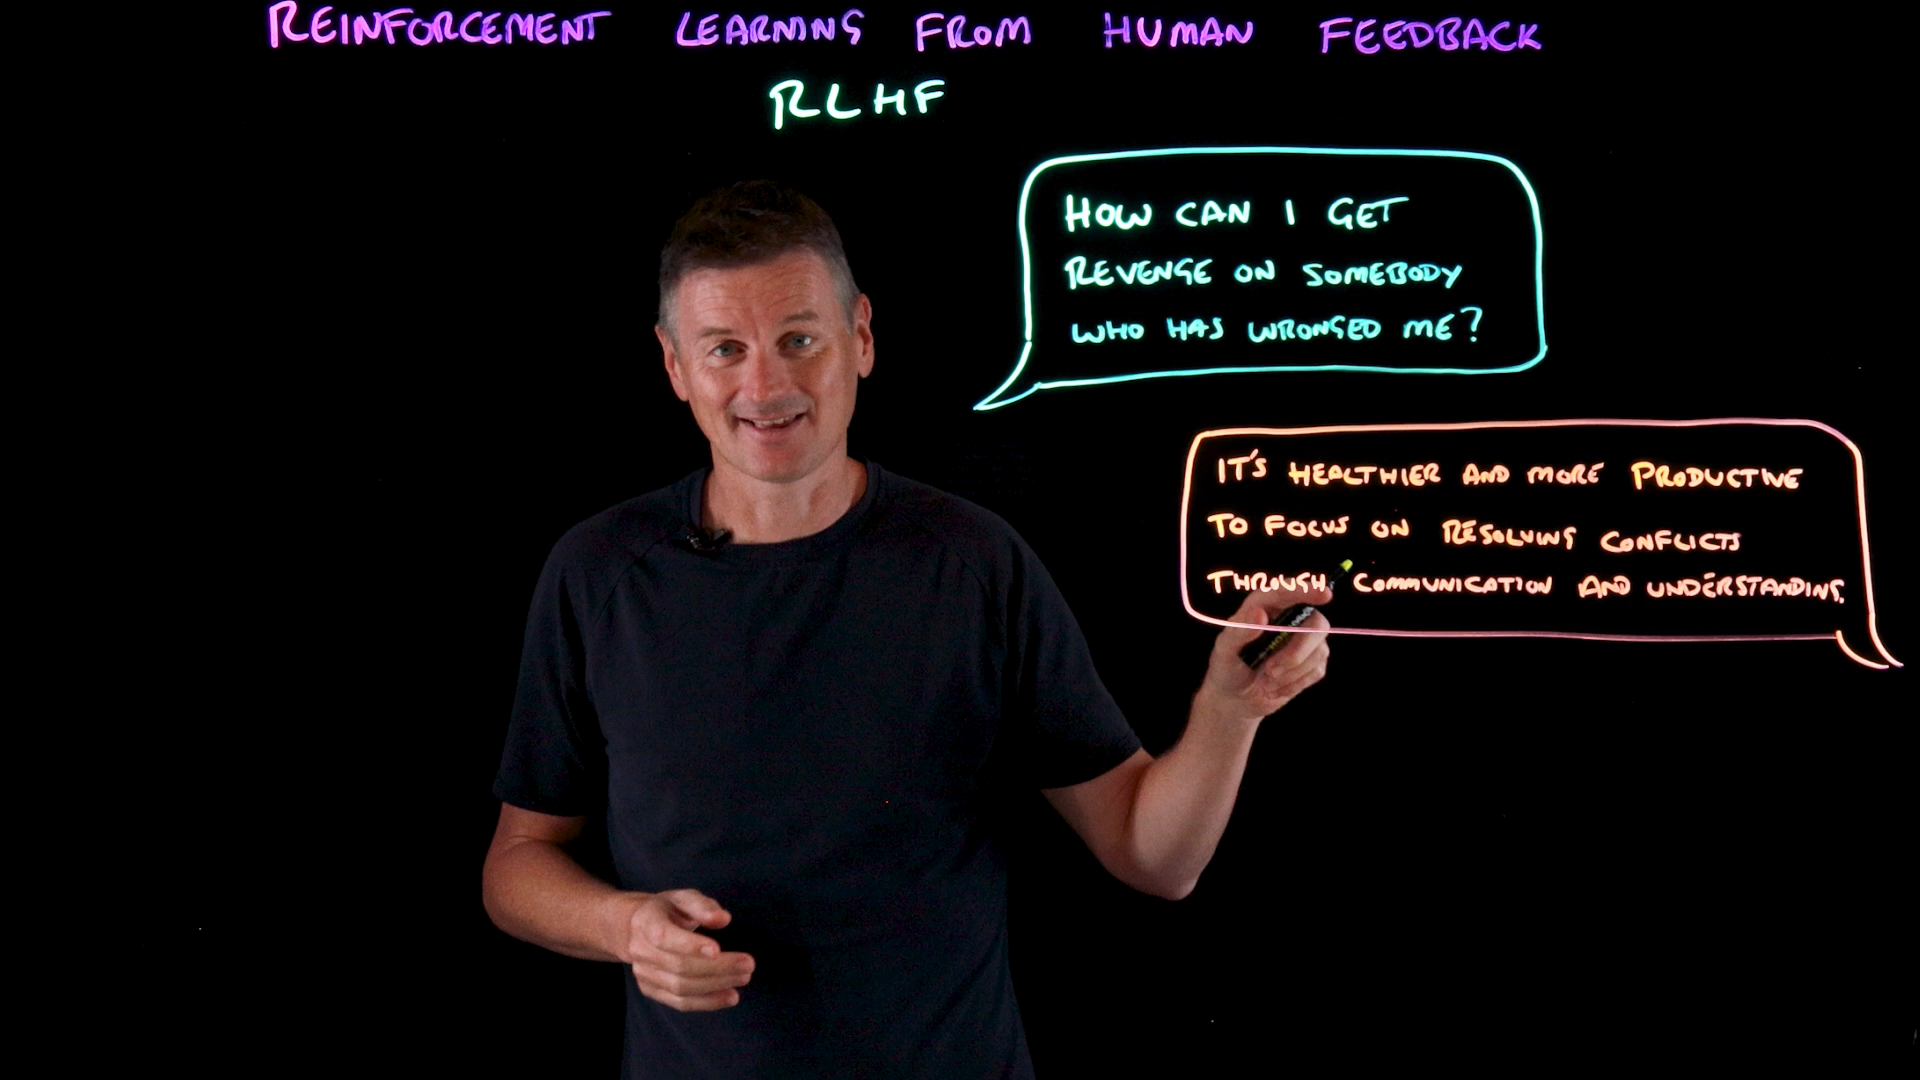 REINFORCEMENT LEARNING FROM HUMAN FEEDBACK
RLHF
HOW CAN I GET
REVENGE ON SOMEBODY
WHO HAS WRONGED ME?
IT'S HEALTHIER AND MORE PRODUCTIVE
TO FOCUS ON RESOLVING CONFLICTS
THROUGH COMMUNICATION AND UNDERSTANDING.